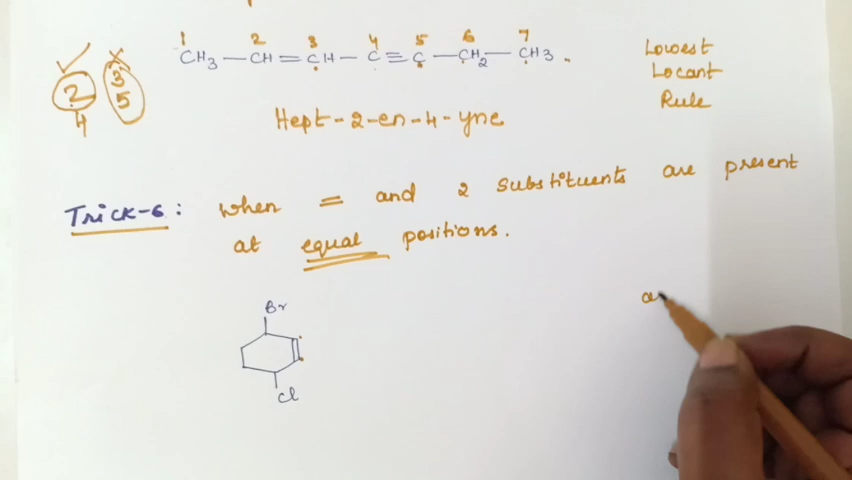 1 2 3 4 5 6 7
CH3 — CH = CH — C ≡ C — CH2 — CH3.
Lowest
Locant
Rule
2 3
4 5
Hept-2-en-4-yne
Trick-6: When = and 2 substituents are present
at equal positions.
Br
Cl